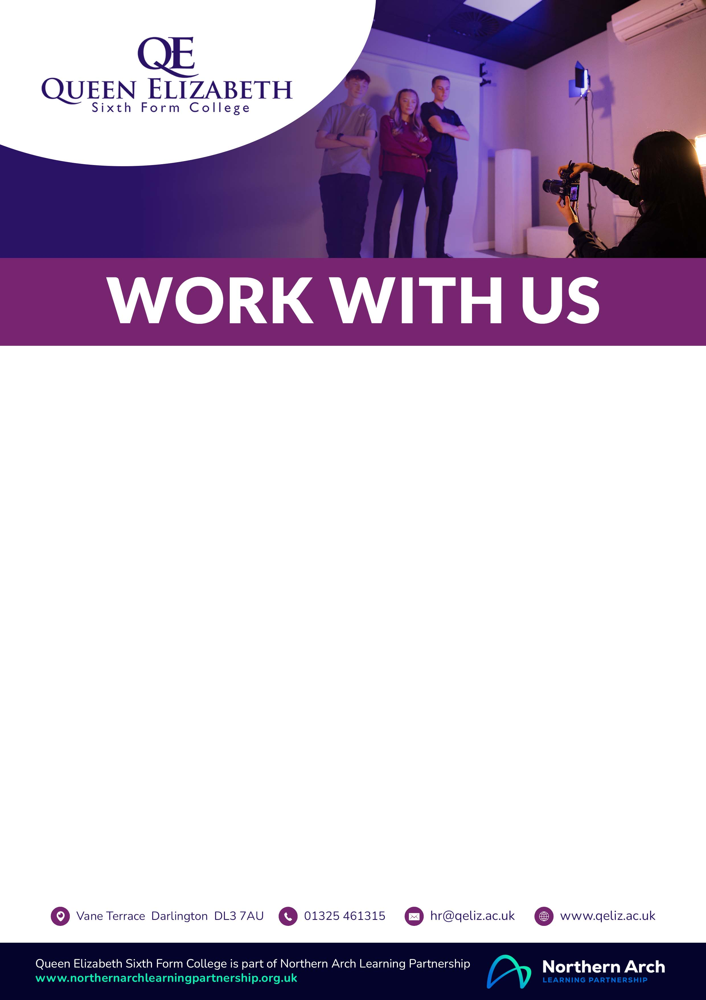 QE
QUEEN ELIZABETH
Sixth Form College
WORK WITH US
Vane Terrace Darlington DL3 7AU 01325 461315 hr@qeliz.ac.uk www.qeliz.ac.uk
Queen Elizabeth Sixth Form College is part of Northern Arch Learning Partnership
www.northernarchlearningpartnership.org.uk
Northern Arch
LEARNING PARTNERSHIP